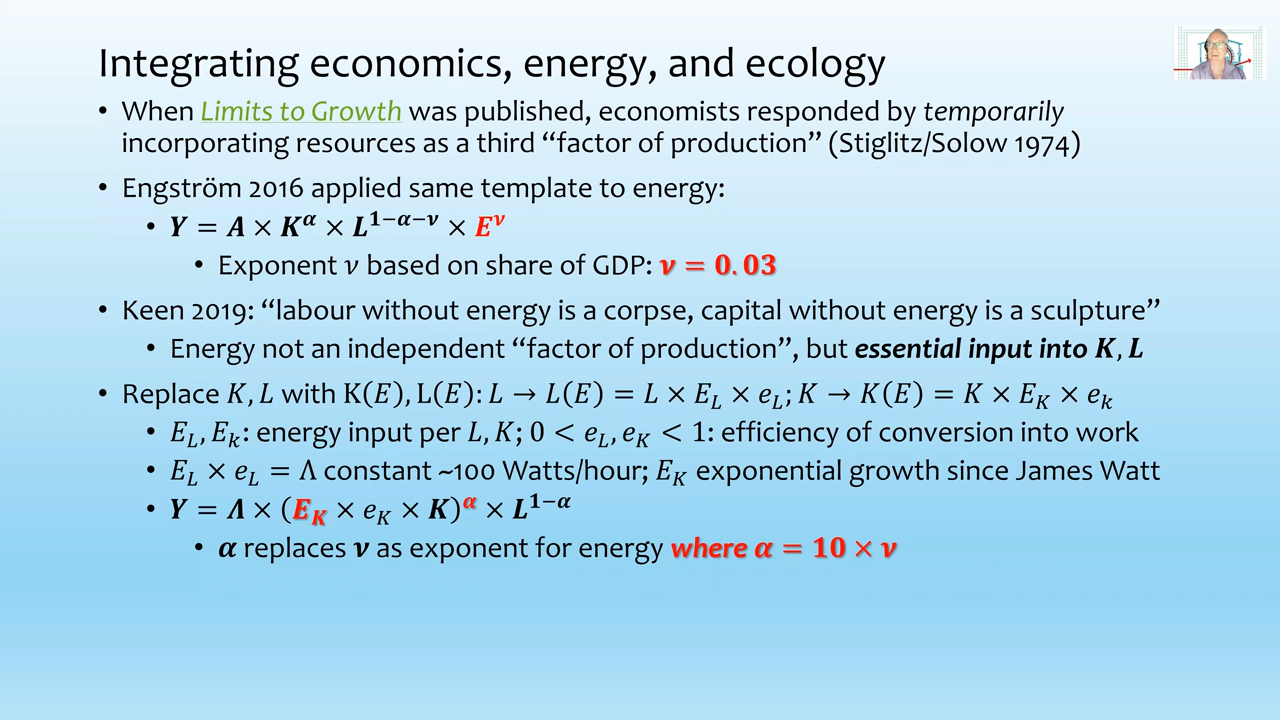 Integrating economics, energy, and ecology
• When Limits to Growth was published, economists responded by temporarily
incorporating resources as a third “factor of production” (Stiglitz/Solow 1974)
• Engström 2016 applied same template to energy:
• Y = A × K^α × L^{1−α−ν} × E^ν
• Exponent ν based on share of GDP: ν = 0.03
• Keen 2019: “labour without energy is a corpse, capital without energy is a sculpture”
• Energy not an independent “factor of production”, but essential input into K, L
• Replace K, L with K(E), L(E): L → L(E) = L × E_L × e_L; K → K(E) = K × E_K × e_k
• E_L, E_k: energy input per L, K; 0 < e_L, e_K < 1: efficiency of conversion into work
• E_L × e_L = Λ constant ~100 Watts/hour; E_K exponential growth since James Watt
• Y = Λ × (E_K × e_K × K)^α × L^{1−α}
• α replaces ν as exponent for energy where α = 10 × ν